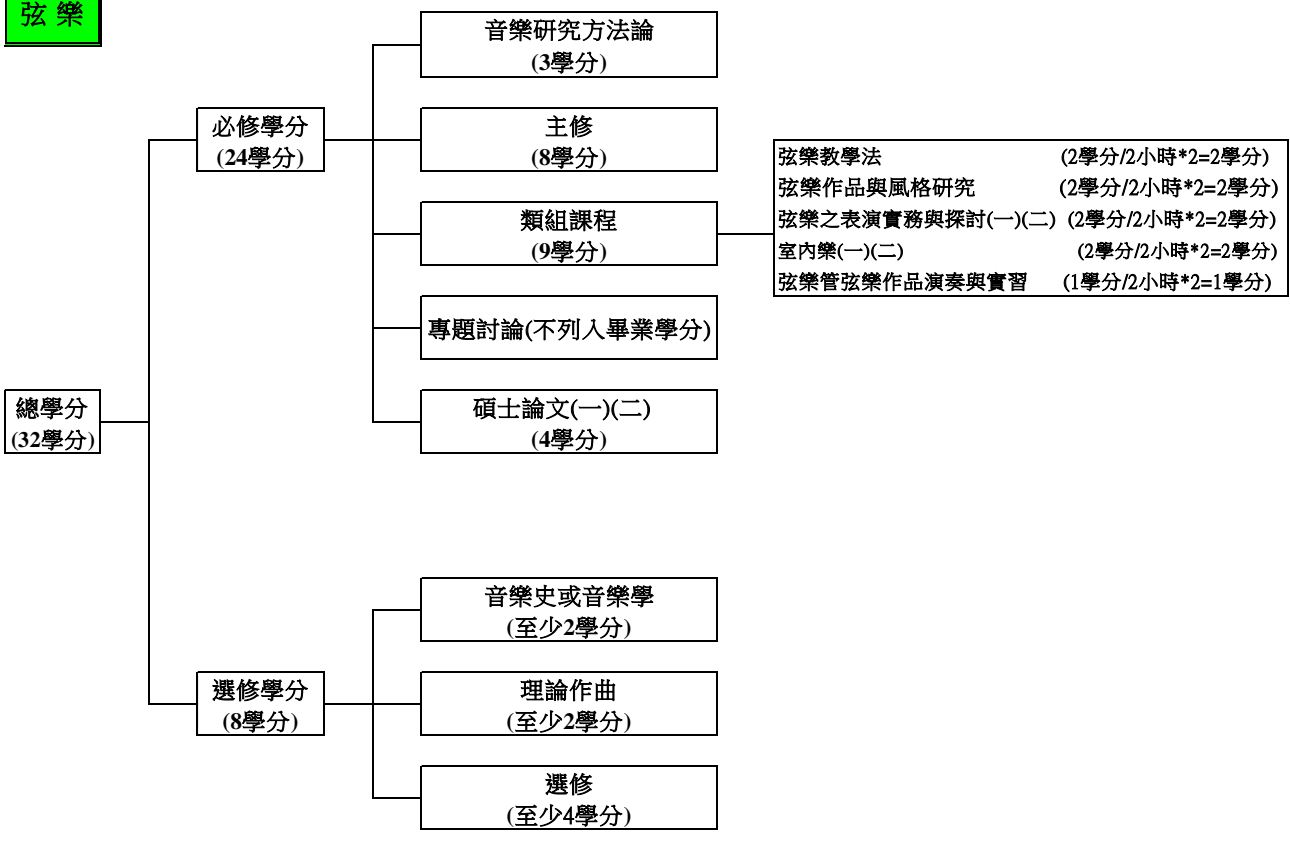 弦 樂
音樂研究方法論
(3學分)
必修學分
(24學分)
主修
(8學分)
類組課程
(9學分)
弦樂教學法 (2學分/2小時*2=2學分)
弦樂作品與風格研究 (2學分/2小時*2=2學分)
弦樂之表演實務與探討(一)(二) (2學分/2小時*2=2學分)
室內樂(一)(二) (2學分/2小時*2=2學分)
弦樂管弦樂作品演奏與實習 (1學分/2小時*2=1學分)
專題討論(不列入畢業學分)
碩士論文(一)(二)
(4學分)
總學分
(32學分)
音樂史或音樂學
(至少2學分)
選修學分
(8學分)
理論作曲
(至少2學分)
選修
(至少4學分)